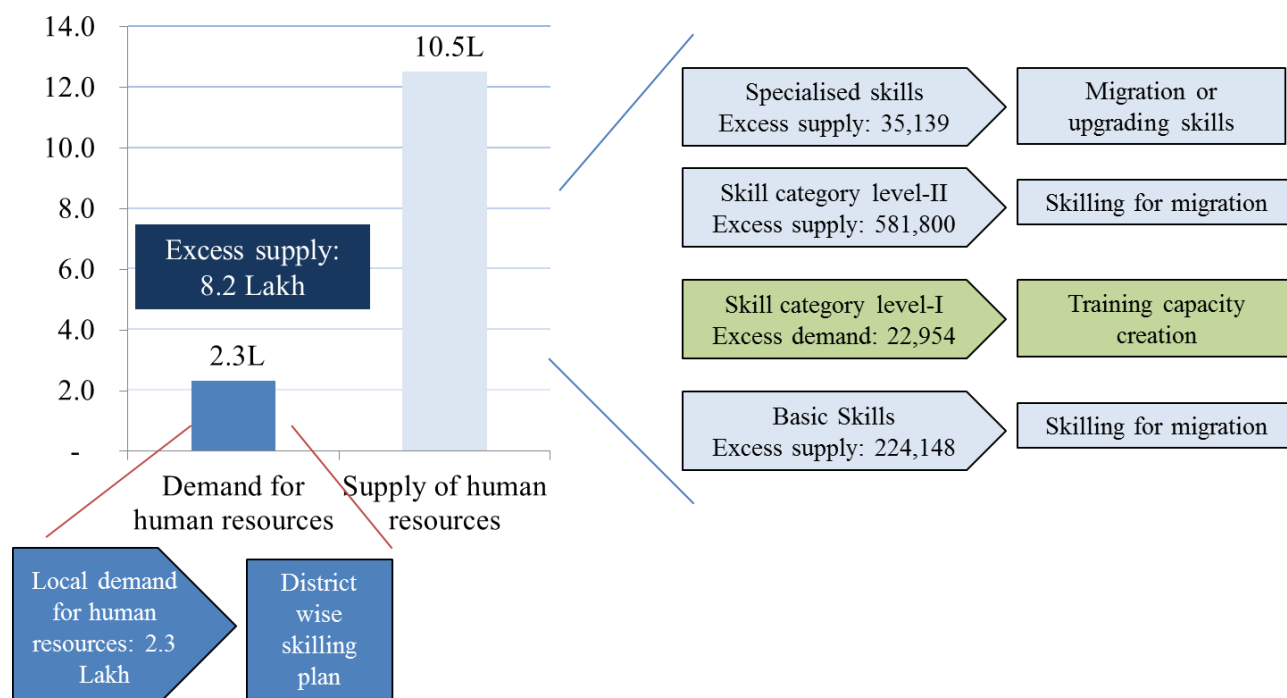 14.0
12.0
10.0
8.0
6.0
4.0
2.0
-
10.5L
2.3L
Excess supply:
8.2 Lakh
Demand for
human resources
Supply of human
resources
Local demand
for human
resources: 2.3
Lakh
District
wise
skilling
plan
Specialised skills
Excess supply: 35,139
Migration or
upgrading skills
Skill category level-II
Excess supply: 581,800
Skilling for migration
Skill category level-I
Excess demand: 22,954
Training capacity
creation
Basic Skills
Excess supply: 224,148
Skilling for migration